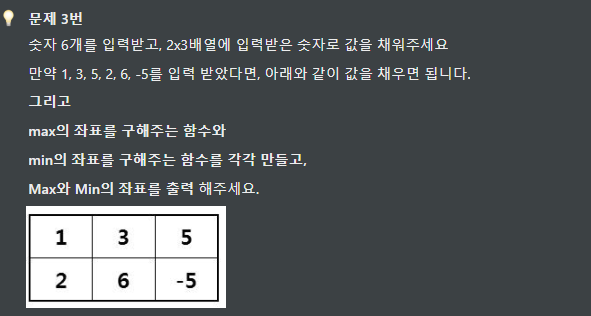 문제 3번
숫자 6개를 입력받고, 2x3배열에 입력받은 숫자로 값을 채워주세요
만약 1, 3, 5, 2, 6, -5를 입력 받았다면, 아래와 같이 값을 채우면 됩니다.
그리고
max의 좌표를 구해주는 함수와
min의 좌표를 구해주는 함수를 각각 만들고,
Max와 Min의 좌표를 출력 해주세요.
1 3 5
2 6 -5